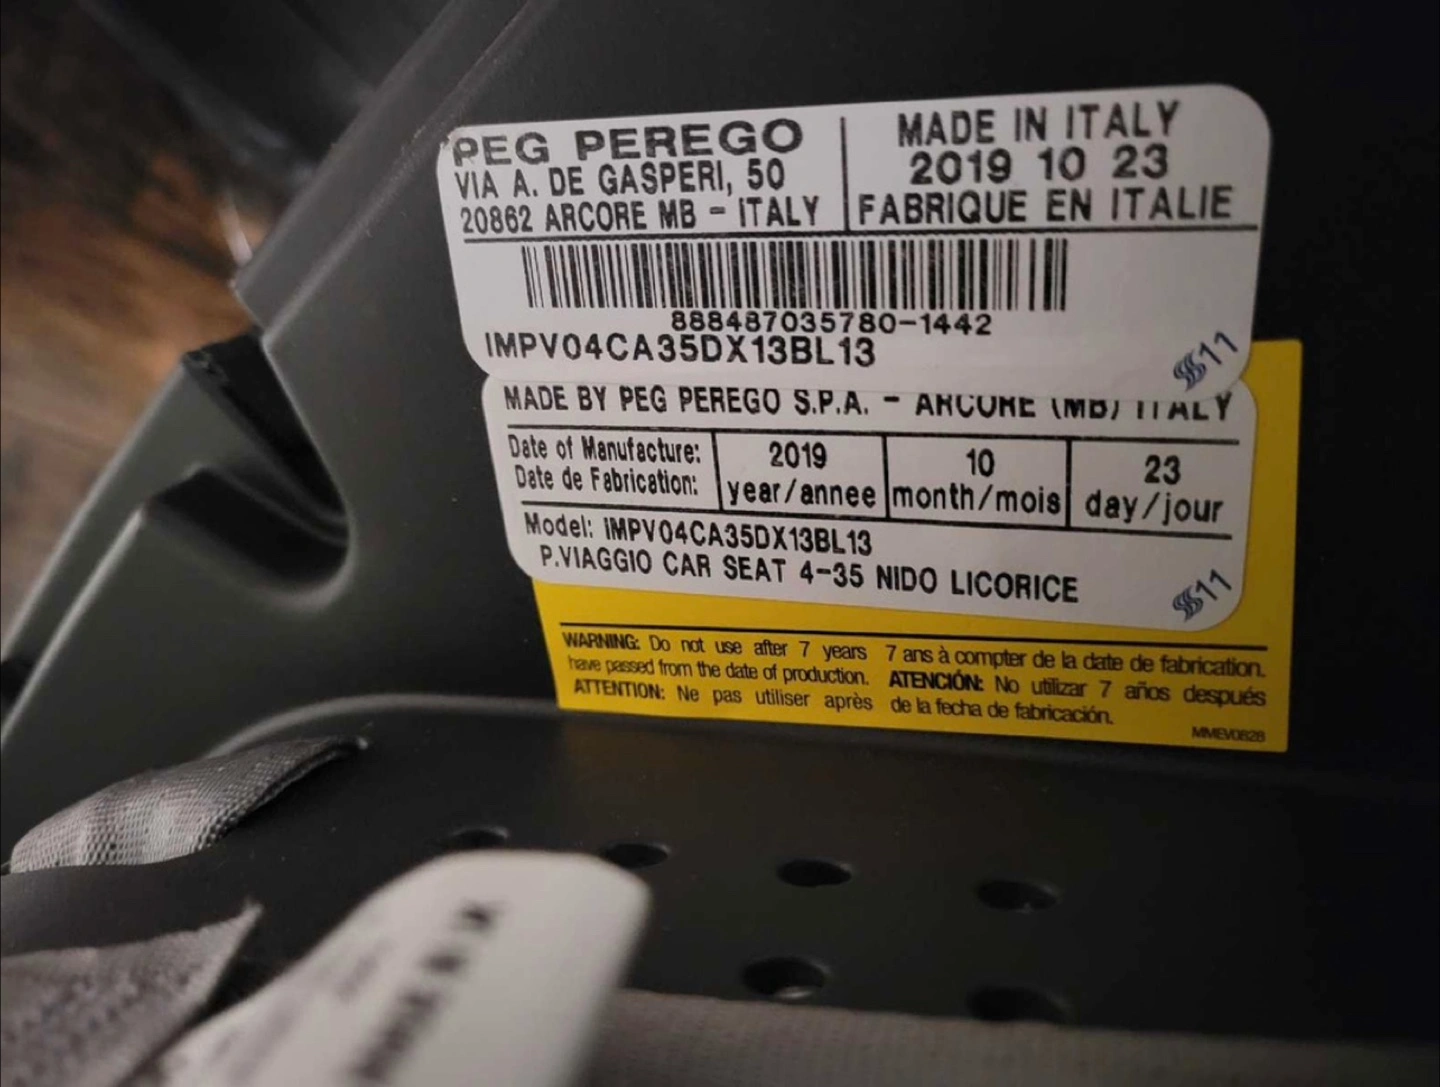 PEG PEREGO
VIA A. DE GASPERI, 50
20862 ARCORE MB - ITALY
MADE IN ITALY
2019 10 23
FABRIQUE EN ITALIE
888487035780-1442
IMPV04CA35DX13BL13
11
MADE BY PEG PEREGO S.P.A. - ARCORE (MB) ITALY
Date of Manufacture:
Date de Fabrication:
2019
year/annee
10
month/mois
23
day/jour
Model: IMPV04CA35DX13BL13
P.VIAGGIO CAR SEAT 4-35 NIDO LICORICE
11
WARNING: Do not use after 7 years
have passed from the date of production.
ATTENTION: Ne pas utiliser après
7 ans à compter de la date de fabrication.
ATENCIÓN: No utilizar 7 años después
de la fecha de fabricación.
MMEV0828